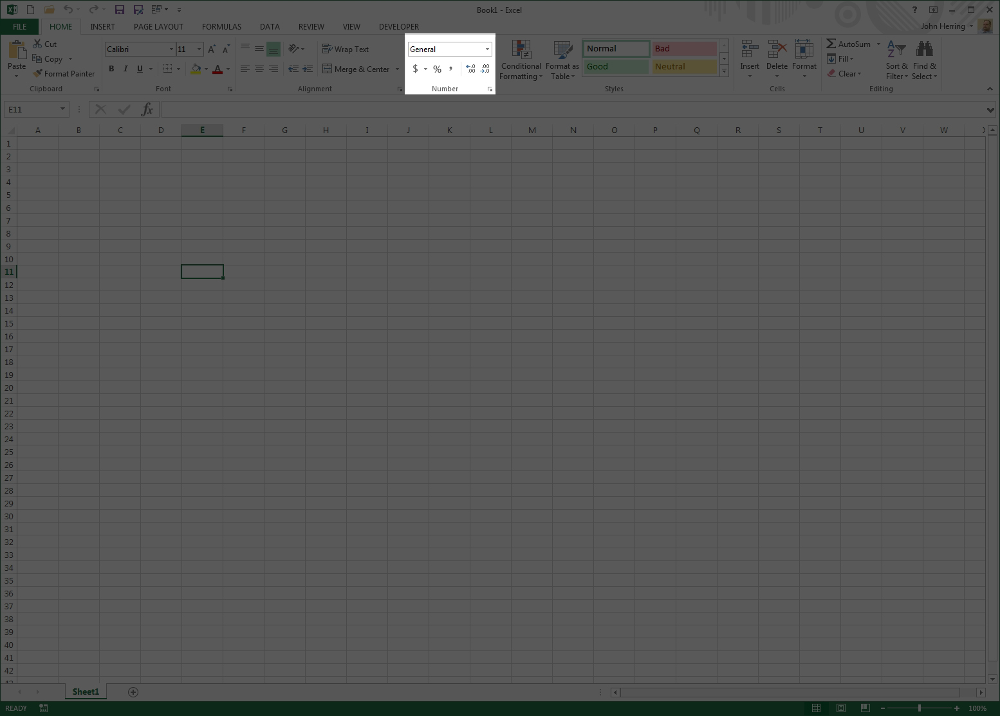 Book1 - Excel
?
FILE HOME INSERT PAGE LAYOUT FORMULAS DATA REVIEW VIEW DEVELOPER
John Herring
Paste
Cut
Copy
Format Painter
Clipboard
Calibri 11 A A
B I U A
Font
Wrap Text
Merge & Center
Alignment
General
$ % , .0 .00 .00 .0
Number
Conditional Formatting
Format as Table
Normal Bad
Good Neutral
Styles
Insert Delete Format
Cells
AutoSum
Fill
Clear
Sort & Filter
Find & Select
Editing
E11
fx
A B C D E F G H I J K L M N O P Q R S T U V W
1
2
3
4
5
6
7
8
9
10
11
12
13
14
15
16
17
18
19
20
21
22
23
24
25
26
27
28
29
30
31
32
33
34
35
36
37
38
39
40
41
42
Sheet1
READY
100%